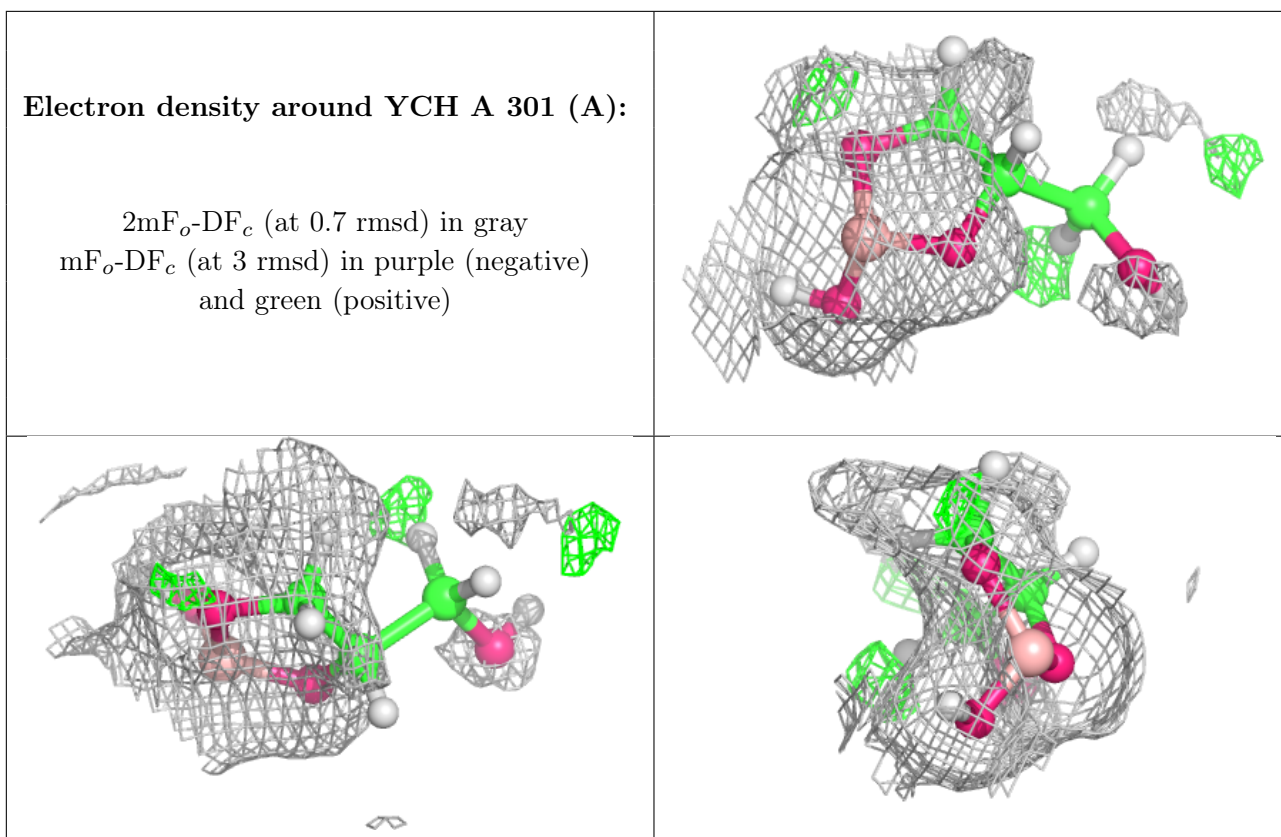 Electron density around YCH A 301 (A):
2mFo-DFc (at 0.7 rmsd) in gray
mFo-DFc (at 3 rmsd) in purple (negative)
and green (positive)